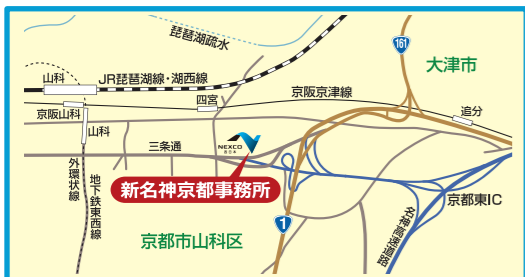 琵琶湖疏水
161
大津市
山科
JR琵琶湖線・湖西線
四宮
京阪京津線
追分
京阪山科
山科
三条通
NEXCO
西日本
外環状線
地下鉄東西線
新名神京都事務所
1
京都東IC
名神高速道路
京都市山科区